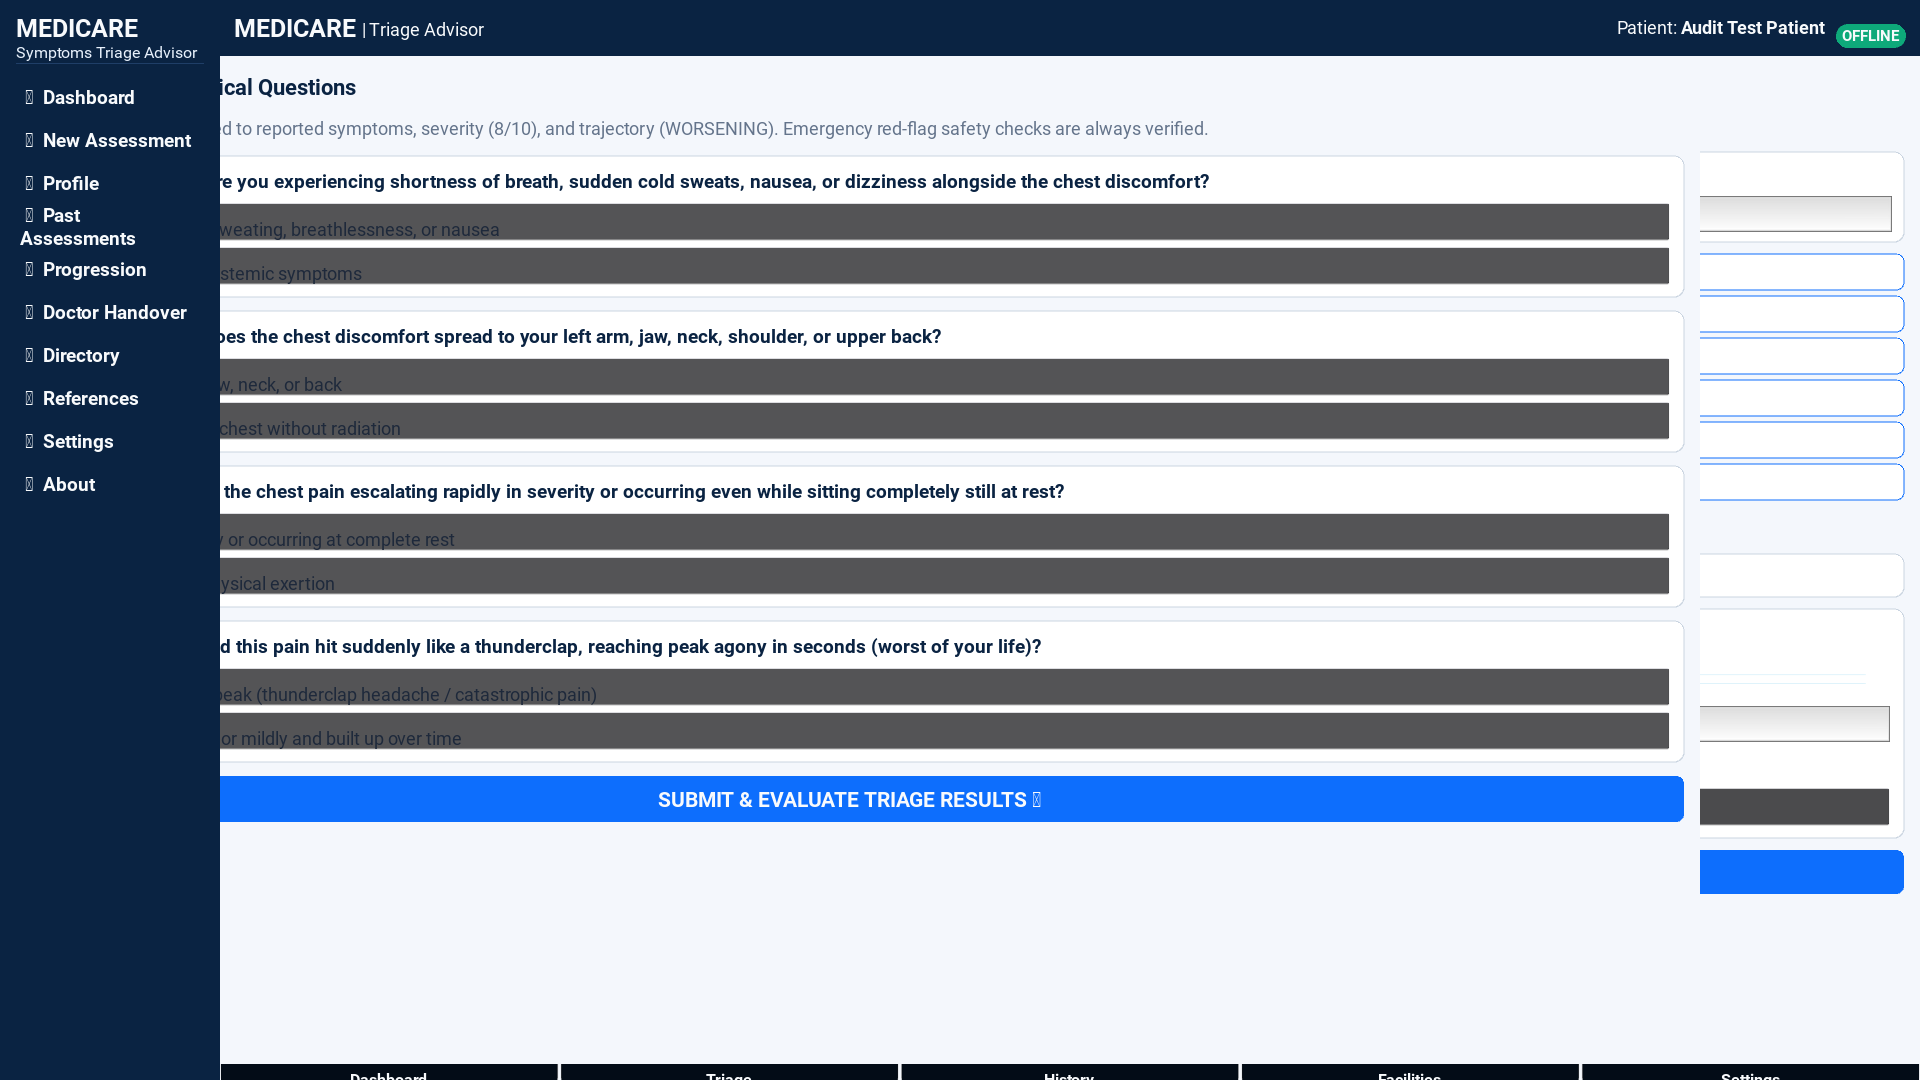 MEDICARE
Symptoms Triage Advisor
Dashboard
New Assessment
Profile
Past
Assessments
Progression
Doctor Handover
Directory
References
Settings
About
MEDICARE | Triage Advisor
Patient: Audit Test Patient
OFFLINE
ical Questions
ed to reported symptoms, severity (8/10), and trajectory (WORSENING). Emergency red-flag safety checks are always verified.
re you experiencing shortness of breath, sudden cold sweats, nausea, or dizziness alongside the chest discomfort?
weating, breathlessness, or nausea
stemic symptoms
oes the chest discomfort spread to your left arm, jaw, neck, shoulder, or upper back?
w, neck, or back
chest without radiation
the chest pain escalating rapidly in severity or occurring even while sitting completely still at rest?
y or occurring at complete rest
ysical exertion
d this pain hit suddenly like a thunderclap, reaching peak agony in seconds (worst of your life)?
peak (thunderclap headache / catastrophic pain)
or mildly and built up over time
SUBMIT & EVALUATE TRIAGE RESULTS
Dashboard
Triage
History
Facilities
Settings